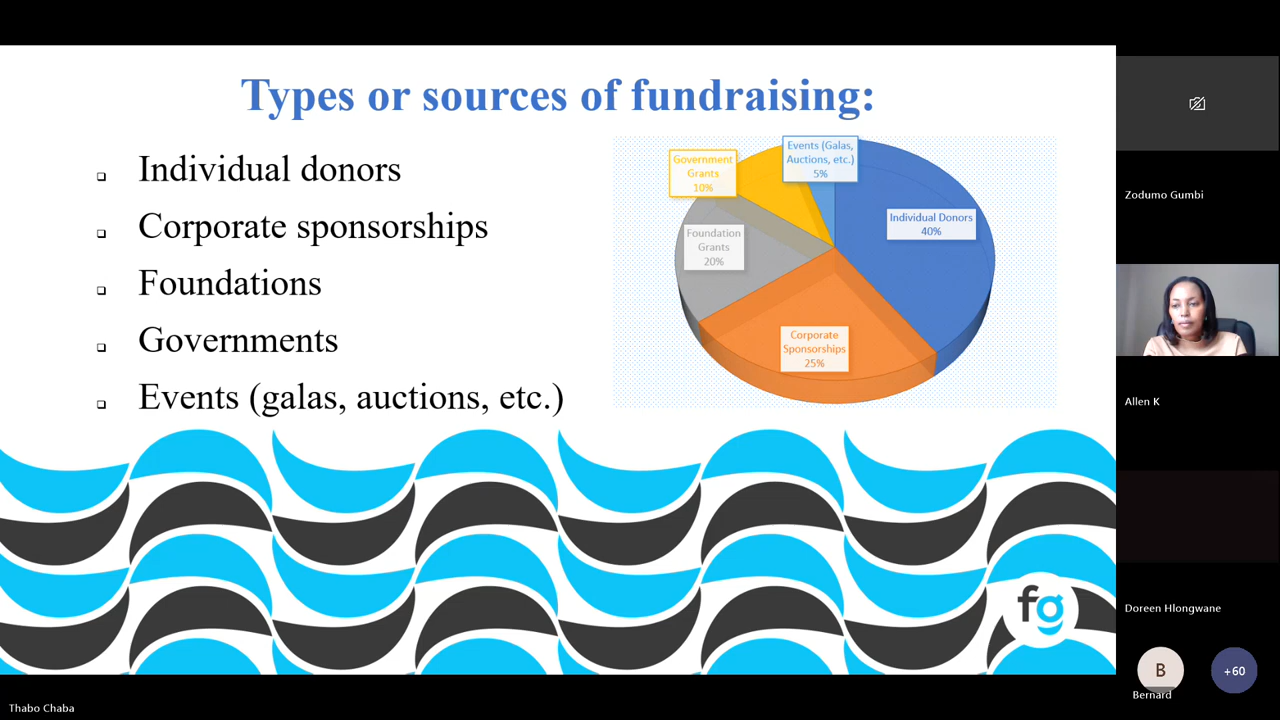 Types or sources of fundraising:
Individual donors
Corporate sponsorships
Foundations
Governments
Events (galas, auctions, etc.)
Government
Grants
10%
Events (Galas,
Auctions, etc.)
5%
Individual Donors
40%
Foundation
Grants
20%
Corporate
Sponsorships
25%
fg
Zodumo Gumbi
Allen K
Doreen Hlongwane
B
Bernard
+60
Thabo Chaba